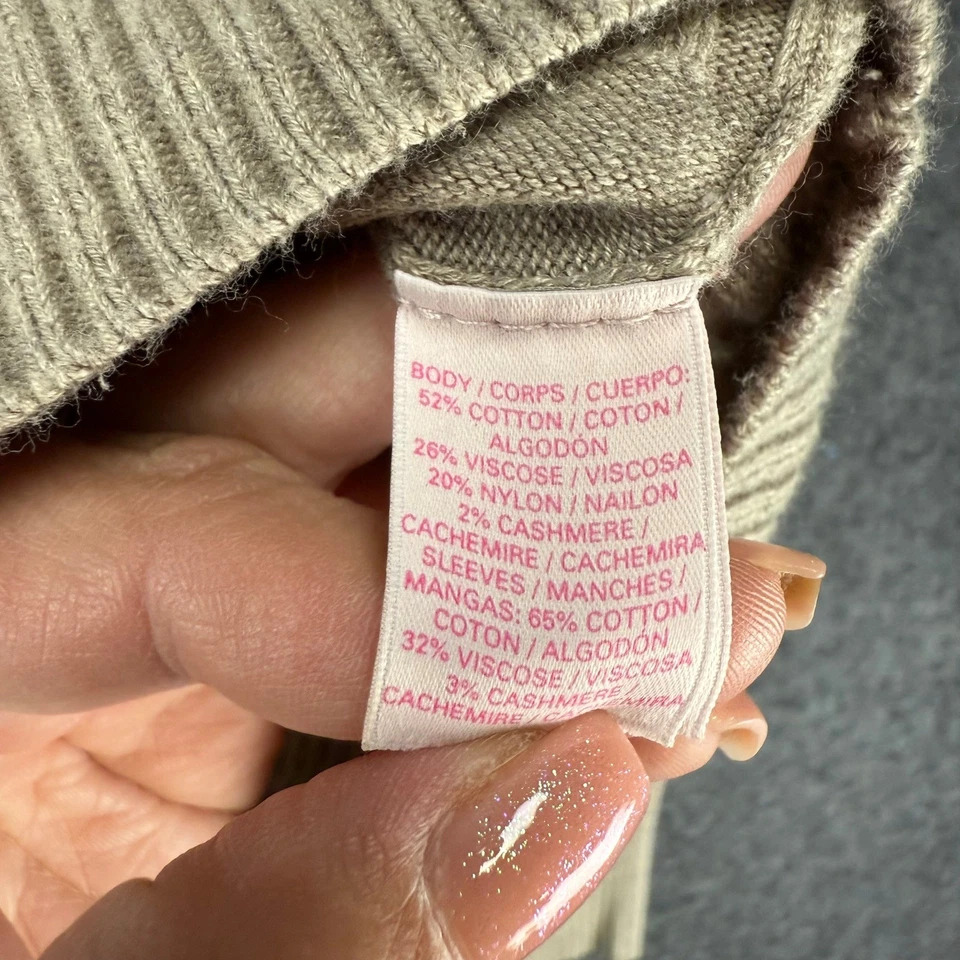 BODY / CORPS / CUERPO:
52% COTTON / COTON /
ALGODÓN
26% VISCOSE / VISCOSA
20% NYLON / NAILON
2% CASHMERE /
CACHEMIRE / CACHEMIRA
SLEEVES / MANCHES /
MANGAS: 65% COTTON /
COTON / ALGODÓN
32% VISCOSE / VISCOSA
3% CASHMERE /
CACHEMIRE / CACHEMIRA